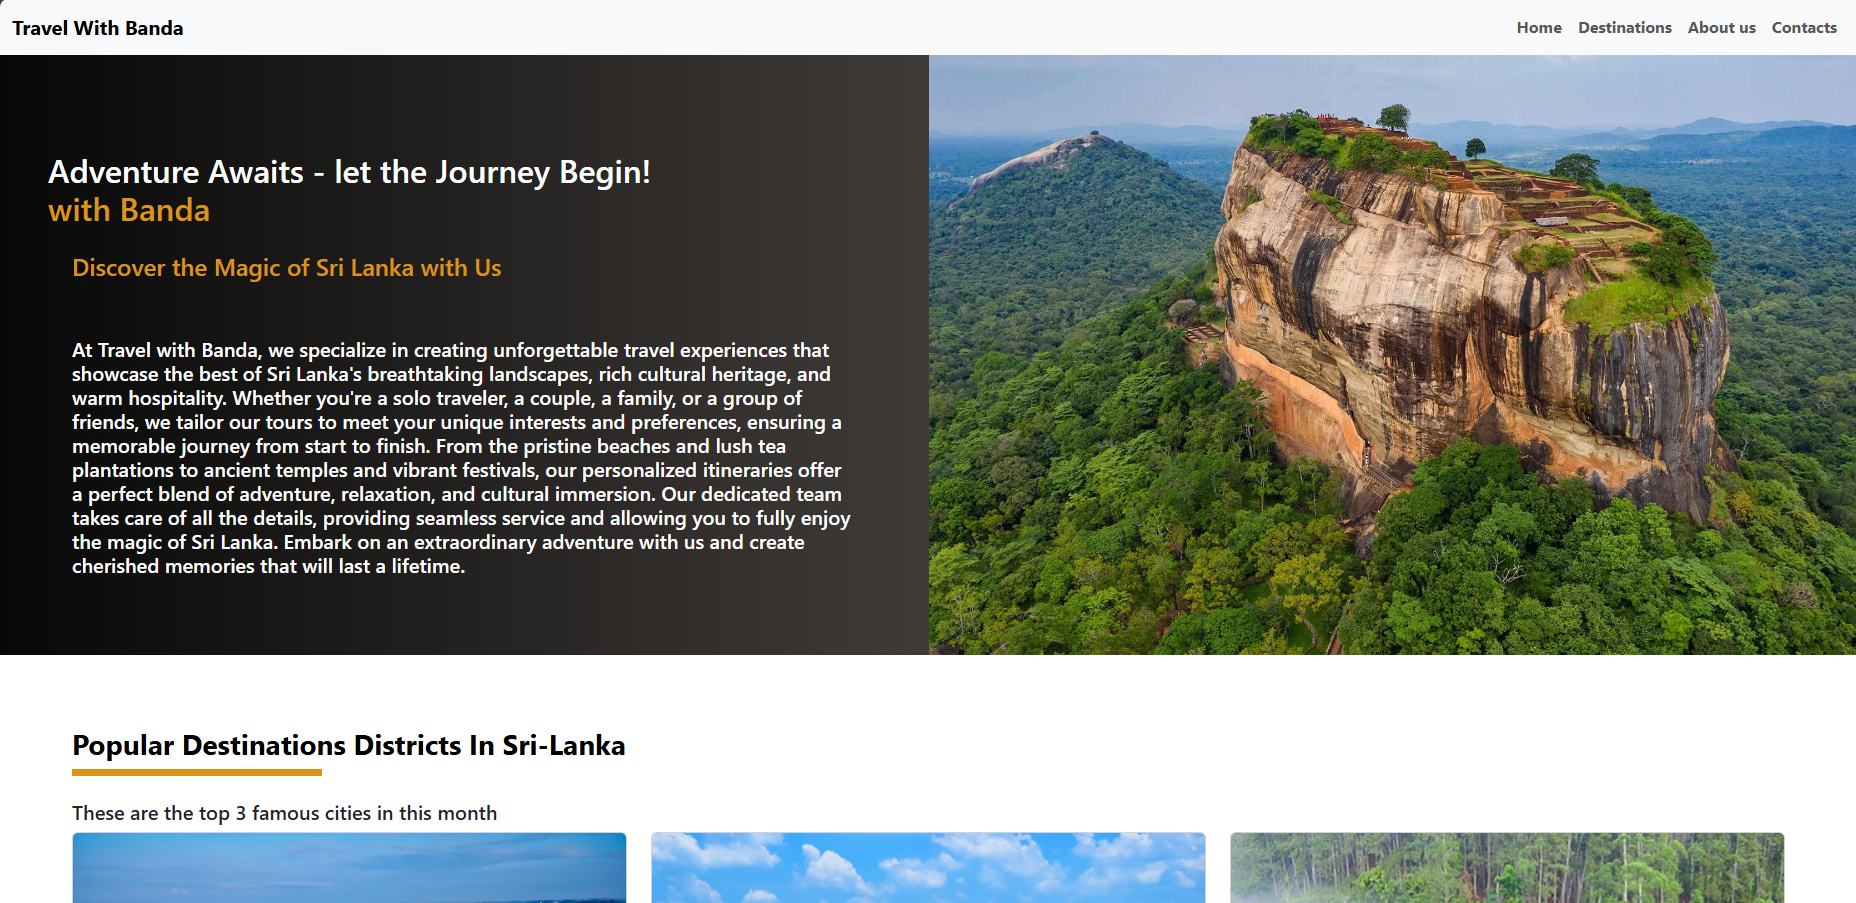 Travel With Banda
Home Destinations About us Contacts
Adventure Awaits - let the Journey Begin!
with Banda
Discover the Magic of Sri Lanka with Us
At Travel with Banda, we specialize in creating unforgettable travel experiences that
showcase the best of Sri Lanka's breathtaking landscapes, rich cultural heritage, and
warm hospitality. Whether you're a solo traveler, a couple, a family, or a group of
friends, we tailor our tours to meet your unique interests and preferences, ensuring a
memorable journey from start to finish. From the pristine beaches and lush tea
plantations to ancient temples and vibrant festivals, our personalized itineraries offer
a perfect blend of adventure, relaxation, and cultural immersion. Our dedicated team
takes care of all the details, providing seamless service and allowing you to fully enjoy
the magic of Sri Lanka. Embark on an extraordinary adventure with us and create
cherished memories that will last a lifetime.
Popular Destinations Districts In Sri-Lanka
These are the top 3 famous cities in this month